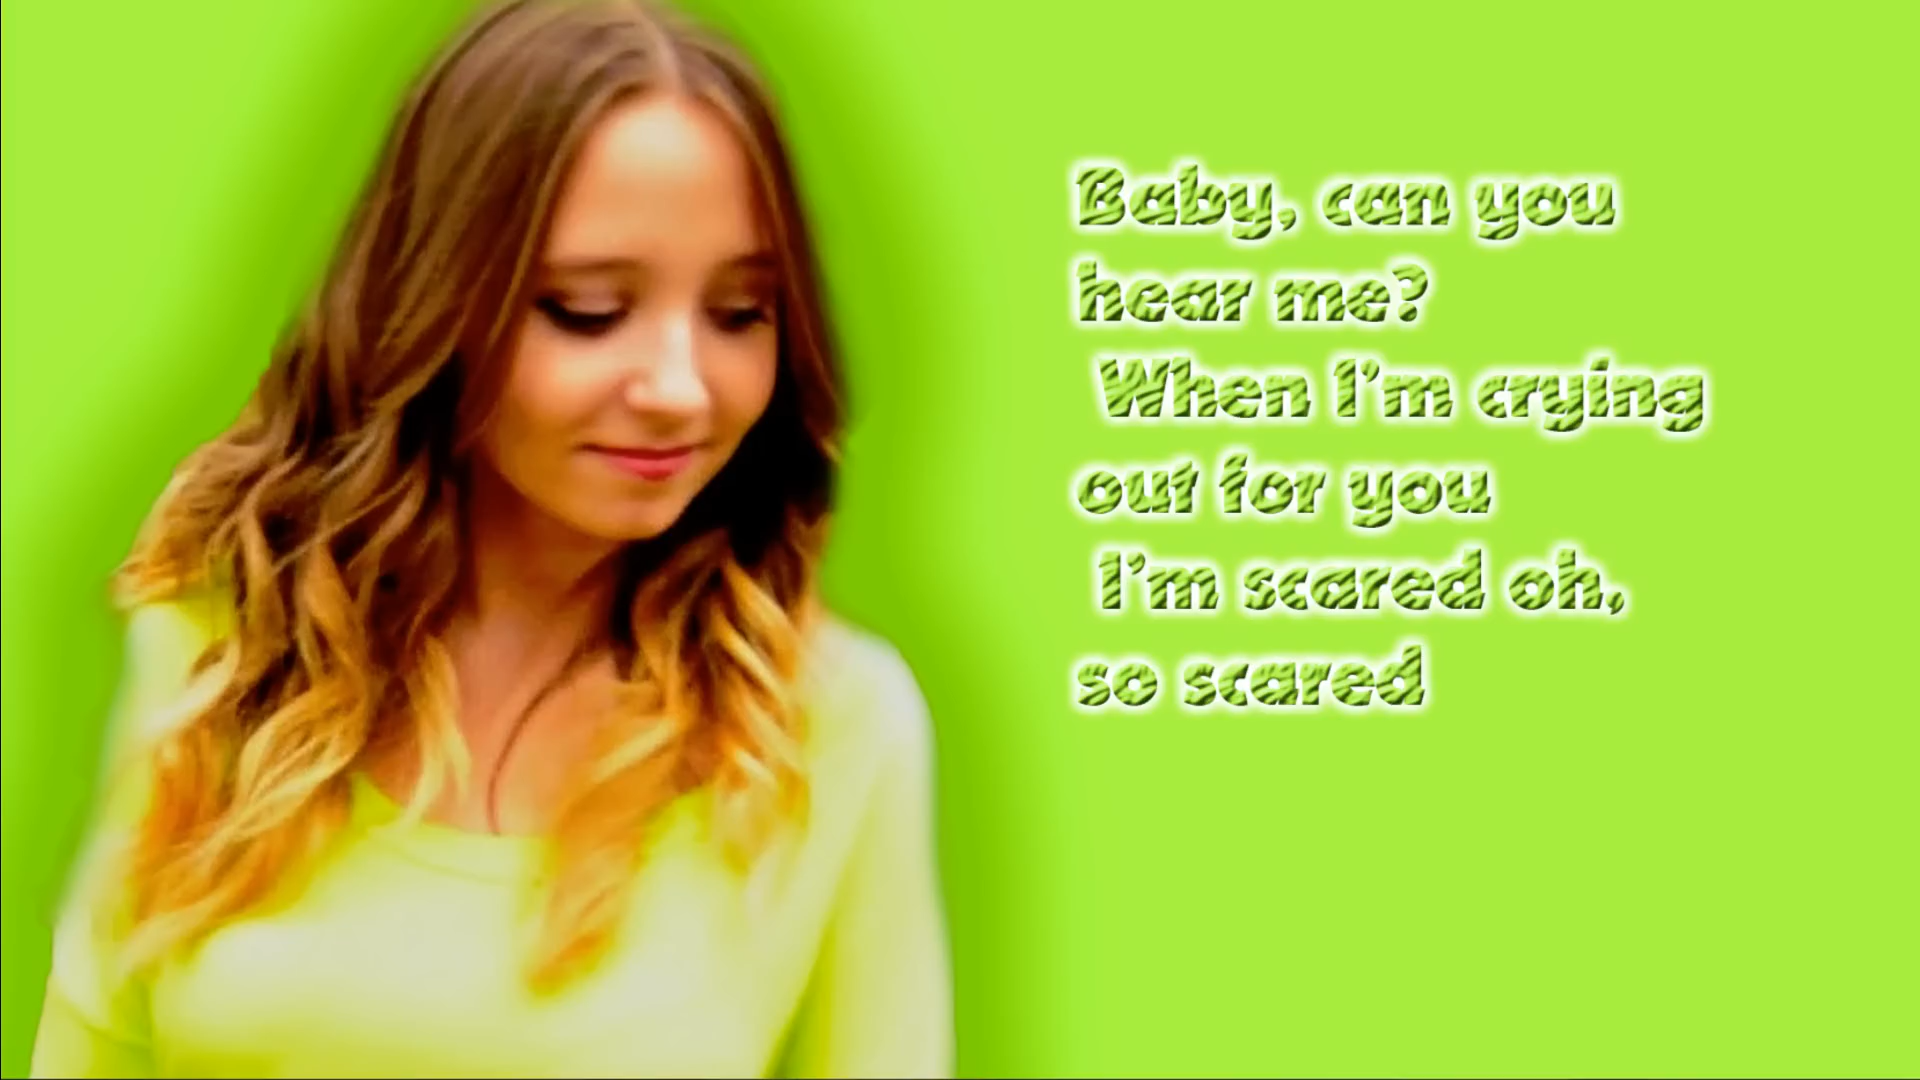 Baby, can you
hear me?
When I'm crying
out for you
I'm scared oh,
so scared